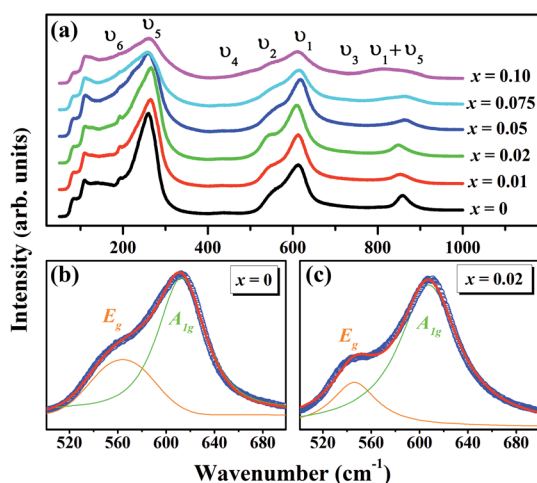 (a)
υ6 υ5 υ4 υ2 υ1 υ3 υ1 + υ5
x = 0.10
x = 0.075
x = 0.05
x = 0.02
x = 0.01
x = 0
200 400 600 800 1000
Intensity (arb. units)
(b) x = 0
Eg
A1g
520 560 600 640 680
(c) x = 0.02
Eg
A1g
520 560 600 640 680
Wavenumber (cm-1)